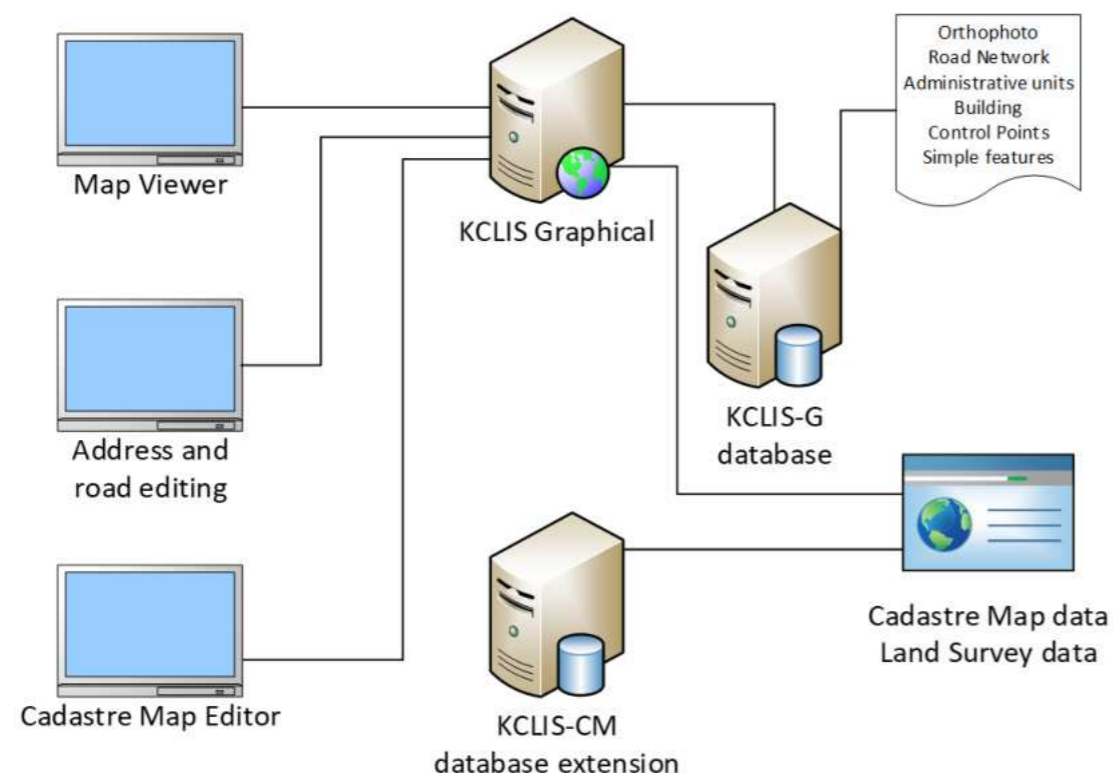 Orthophoto
Road Network
Administrative units
Building
Control Points
Simple features
Map Viewer
KCLIS Graphical
Address and
road editing
KCLIS-G
database
Cadastre Map data
Land Survey data
Cadastre Map Editor
KCLIS-CM
database extension